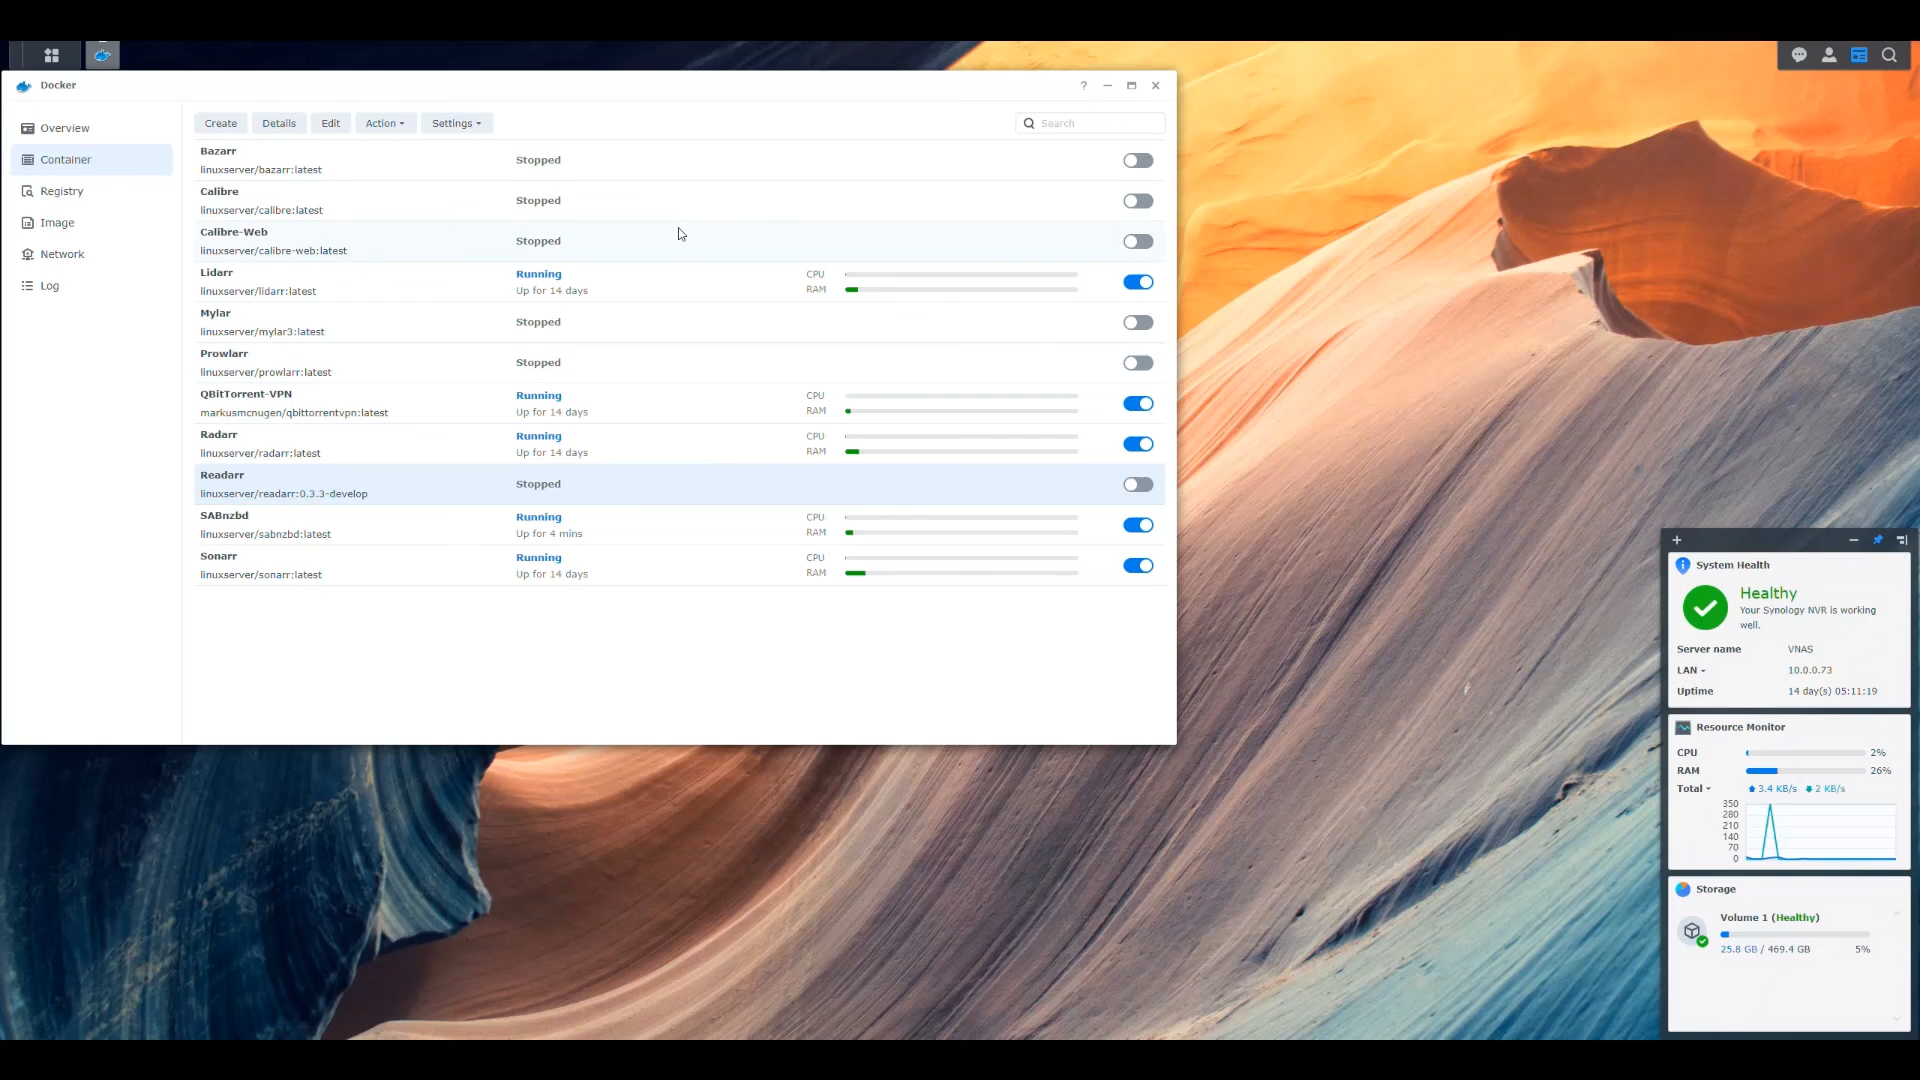 Docker
?
Overview
Container
Registry
Image
Network
Log
Create
Details
Edit
Action
Settings
Search
Bazarr
linuxserver/bazarr:latest
Stopped
Calibre
linuxserver/calibre:latest
Stopped
Calibre-Web
linuxserver/calibre-web:latest
Stopped
Lidarr
linuxserver/lidarr:latest
Running
Up for 14 days
CPU
RAM
Mylar
linuxserver/mylar3:latest
Stopped
Prowlarr
linuxserver/prowlarr:latest
Stopped
QBitTorrent-VPN
markusmcnugen/qbittorrentvpn:latest
Running
Up for 14 days
CPU
RAM
Radarr
linuxserver/radarr:latest
Running
Up for 14 days
CPU
RAM
Readarr
linuxserver/readarr:0.3.3-develop
Stopped
SABnzbd
linuxserver/sabnzbd:latest
Running
Up for 4 mins
CPU
RAM
Sonarr
linuxserver/sonarr:latest
Running
Up for 14 days
CPU
RAM
System Health
Healthy
Your Synology NVR is working
well.
Server name VNAS
LAN 10.0.0.73
Uptime 14 day(s) 05:11:19
Resource Monitor
CPU 2%
RAM 26%
Total 3.4 KB/s 2 KB/s
350
280
210
140
70
0
Storage
Volume 1 (Healthy)
25.8 GB / 469.4 GB 5%